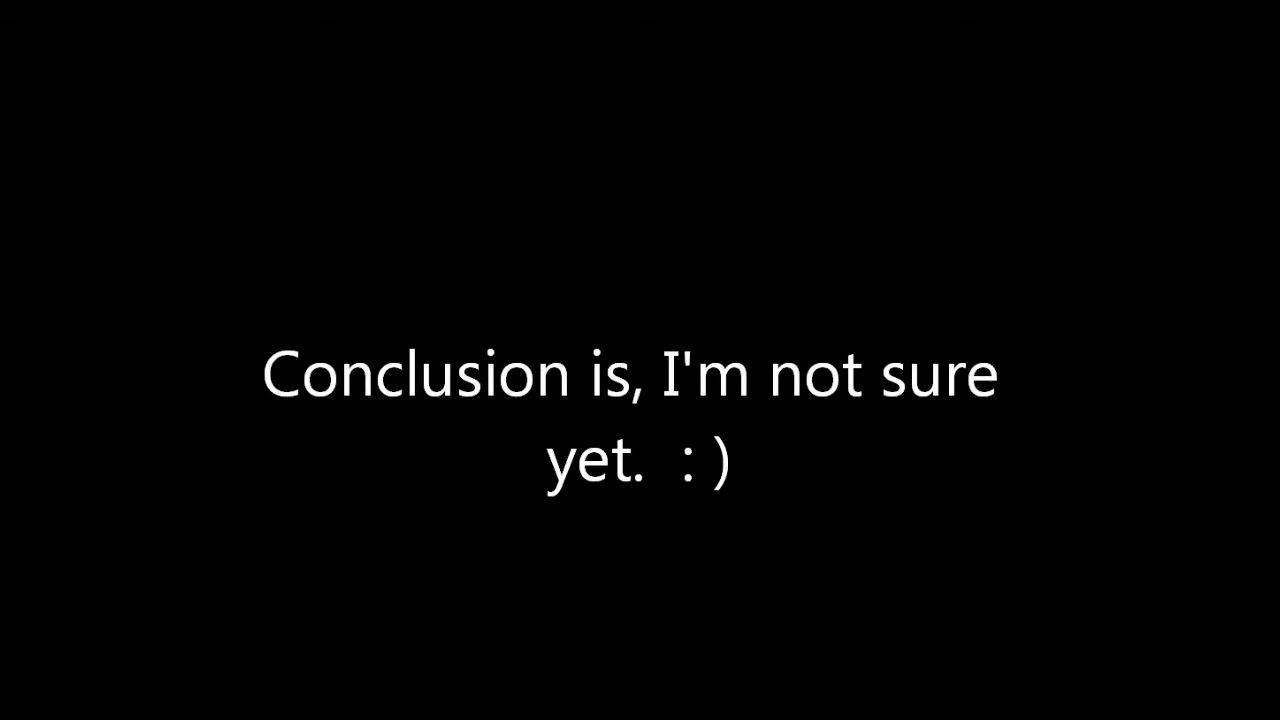 Conclusion is, I'm not sure
yet.  : )